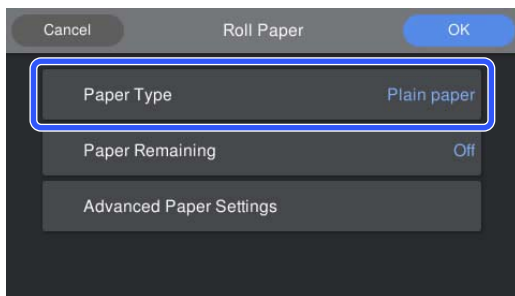 Cancel Roll Paper OK
Paper Type Plain paper
Paper Remaining Off
Advanced Paper Settings